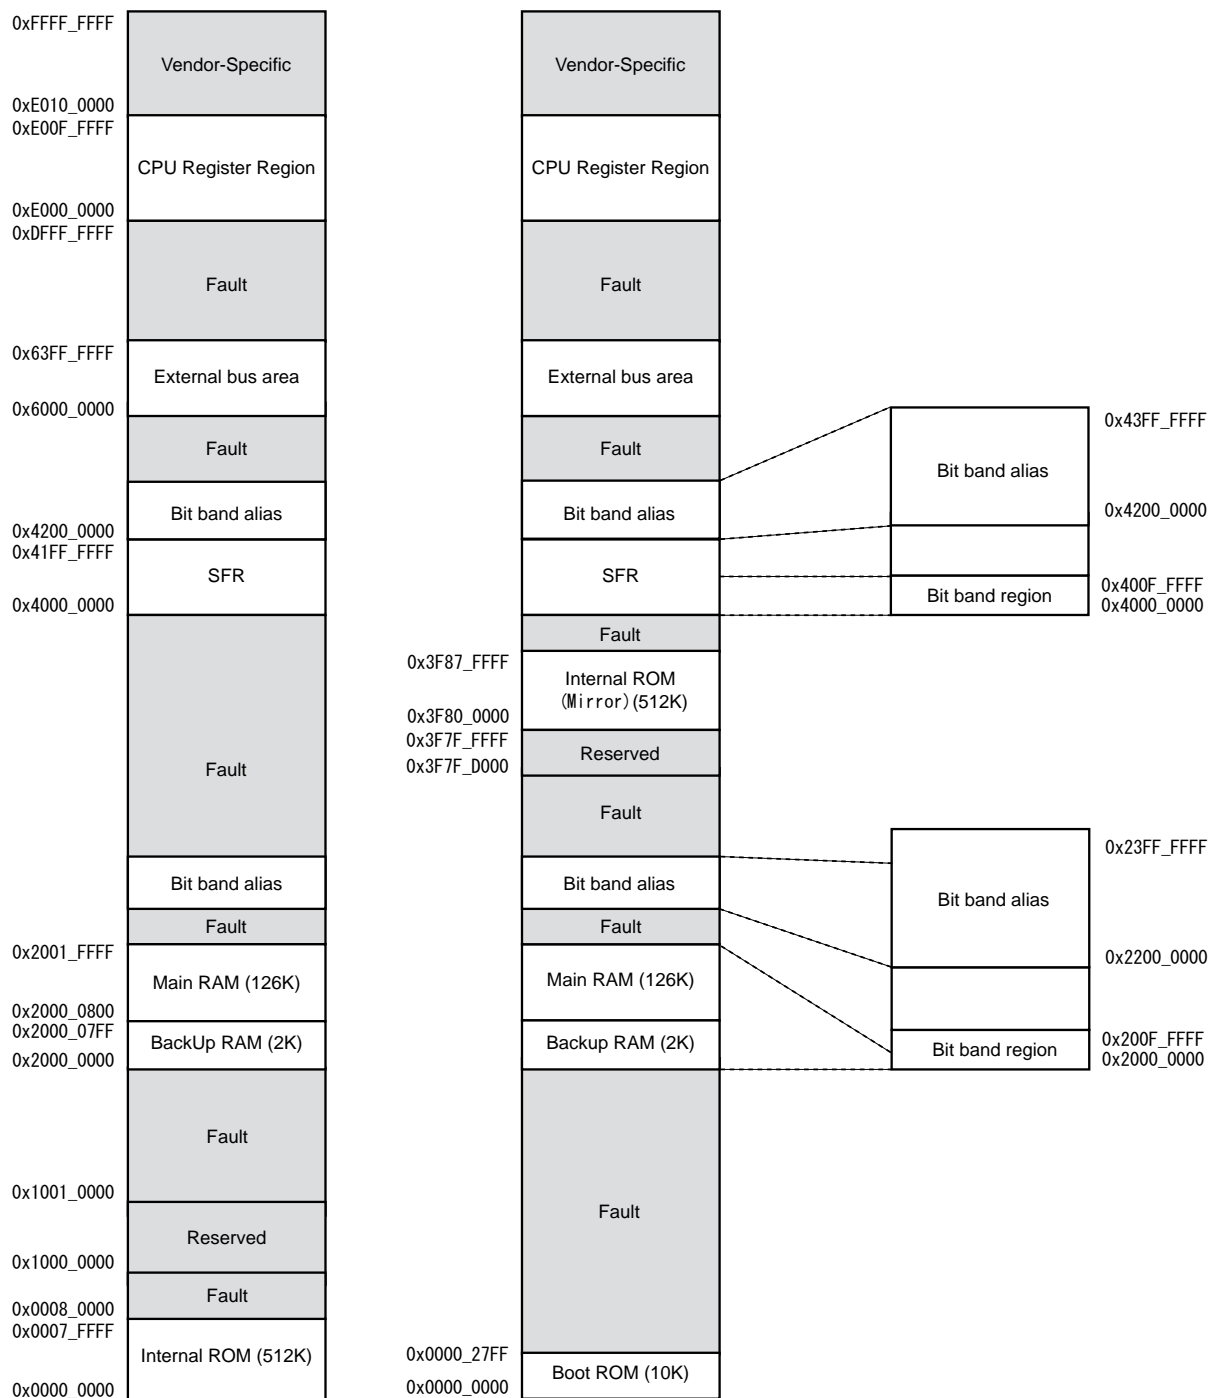 0xFFFF_FFFF
Vendor-Specific
0xE010_0000
0xE00F_FFFF
CPU Register Region
0xE000_0000
0xDFFF_FFFF
Fault
0x63FF_FFFF
External bus area
0x6000_0000
Fault
Bit band alias
0x4200_0000
0x41FF_FFFF
SFR
0x4000_0000
Fault
Bit band alias
Fault
0x2001_FFFF
Main RAM (126K)
0x2000_0800
0x2000_07FF
BackUp RAM (2K)
0x2000_0000
Fault
0x1001_0000
Reserved
0x1000_0000
Fault
0x0008_0000
0x0007_FFFF
Internal ROM (512K)
0x0000_0000
Vendor-Specific
CPU Register Region
Fault
External bus area
Fault
Bit band alias
SFR
Fault
0x3F87_FFFF
Internal ROM
(Mirror) (512K)
0x3F80_0000
0x3F7F_FFFF
Reserved
0x3F7F_D000
Fault
Bit band alias
Fault
Main RAM (126K)
Backup RAM (2K)
Fault
0x0000_27FF
Boot ROM (10K)
0x0000_0000
0x43FF_FFFF
Bit band alias
0x4200_0000
0x400F_FFFF
Bit band region
0x4000_0000
0x23FF_FFFF
Bit band alias
0x2200_0000
0x200F_FFFF
Bit band region
0x2000_0000